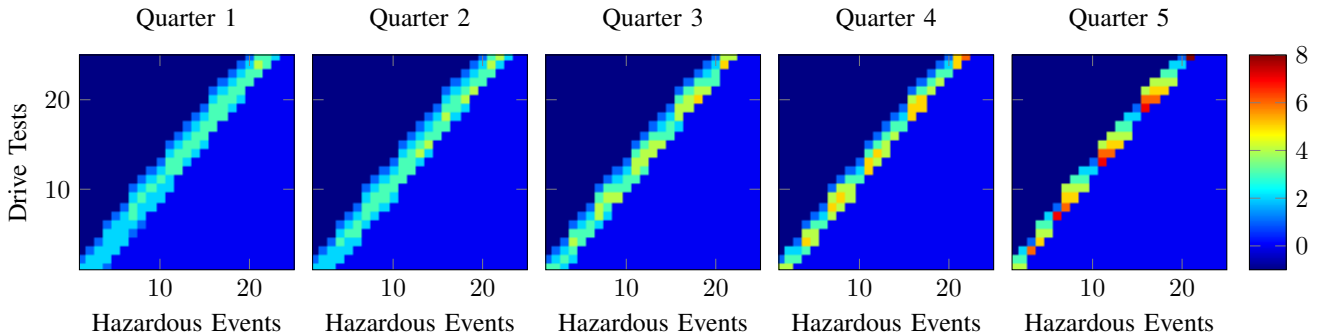 Quarter 1 Quarter 2 Quarter 3 Quarter 4 Quarter 5
8
20 6
Drive Tests
4
10 2
0
10 20 10 20 10 20 10 20 10 20
Hazardous Events Hazardous Events Hazardous Events Hazardous Events Hazardous Events